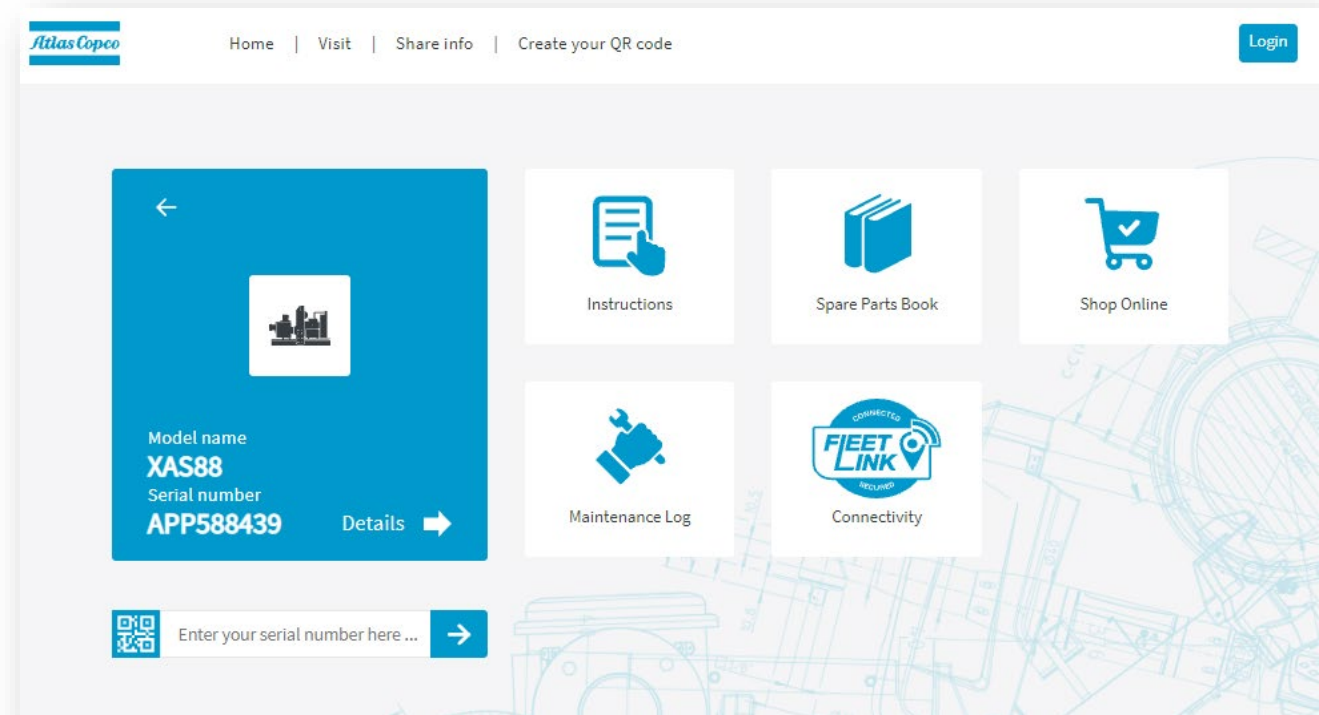 Atlas Copco
Home | Visit | Share info | Create your QR code
Login
Model name
XAS88
Serial number
APP588439
Details
Instructions
Spare Parts Book
Shop Online
Maintenance Log
CONNECTED
FLEET
LINK
SECURED
Connectivity
Enter your serial number here ...